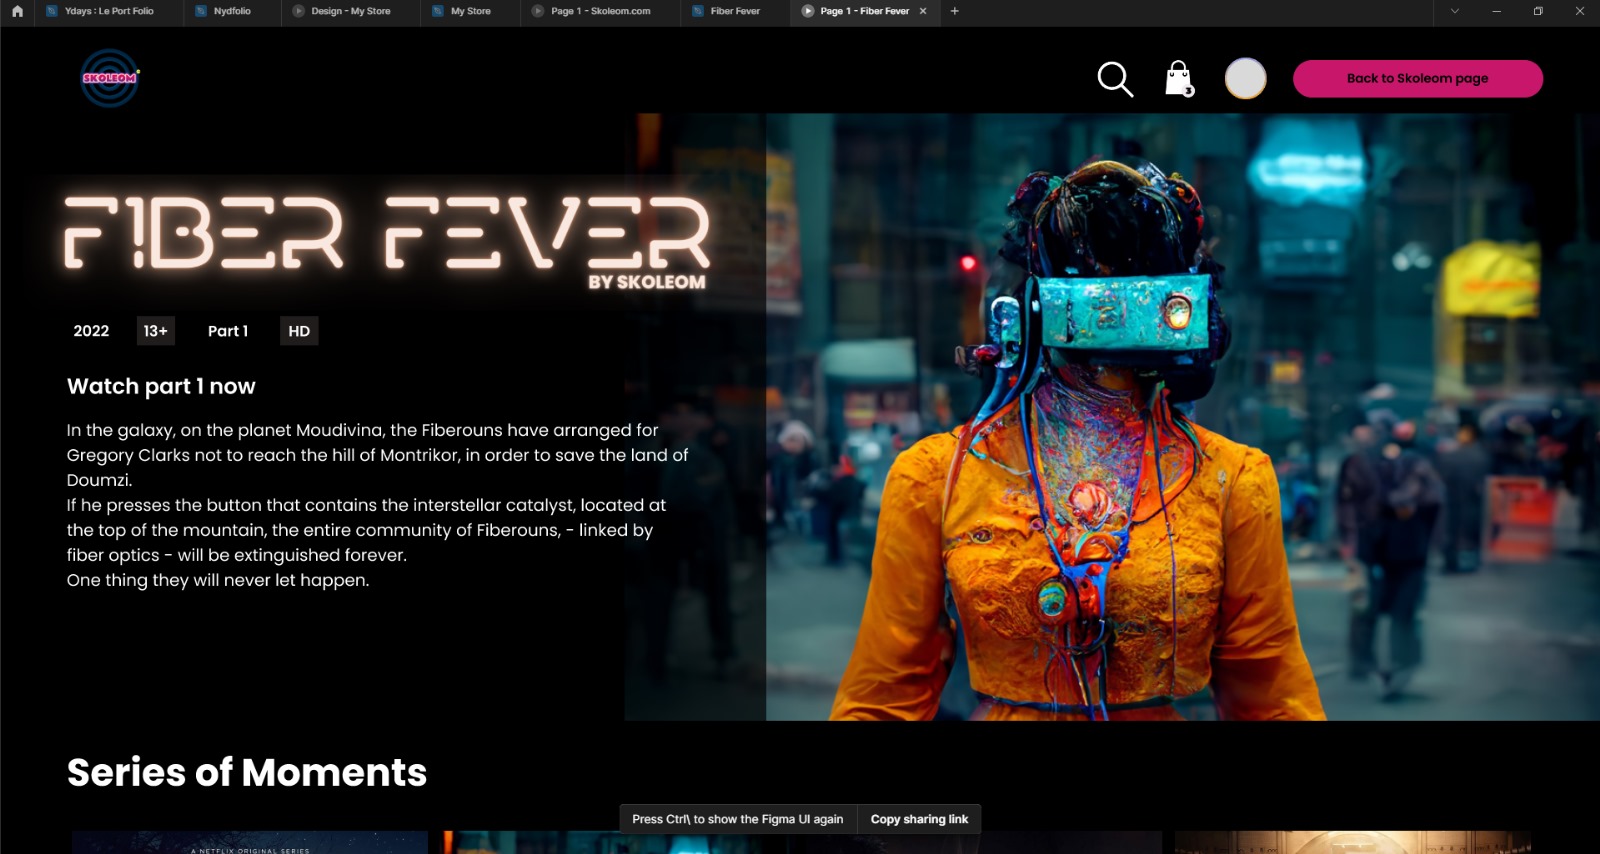 Ydays : Le Port Folio
Nydfolio
Design - My Store
My Store
Page 1 - Skoleom.com
Fiber Fever
Page 1 - Fiber Fever
SKOLEOM
3
Back to Skoleom page
FIBER FEVER
BY SKOLEOM
2022 13+ Part 1 HD
Watch part 1 now
In the galaxy, on the planet Moudivina, the Fiberouns have arranged for
Gregory Clarks not to reach the hill of Montrikor, in order to save the land of
Doumzi.
If he presses the button that contains the interstellar catalyst, located at
the top of the mountain, the entire community of Fiberouns, - linked by
fiber optics - will be extinguished forever.
One thing they will never let happen.
Series of Moments
Press Ctrl\ to show the Figma UI again
Copy sharing link
A NETFLIX ORIGINAL SERIES